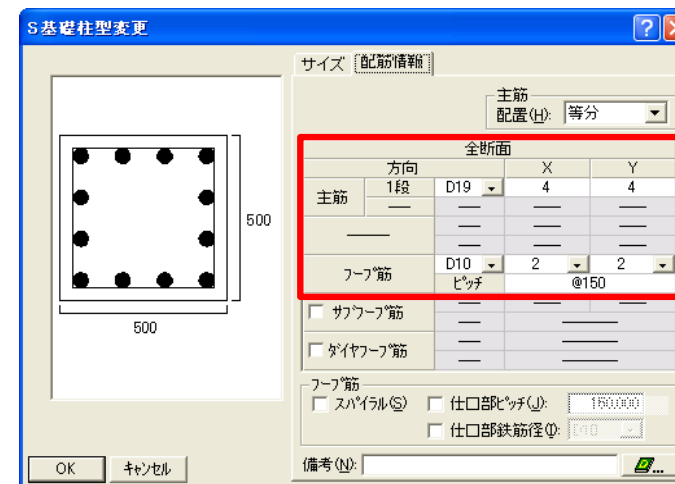 S基礎柱型変更
サイズ 配筋情報
主筋
配置(H): 等分
全断面
方向 X Y
主筋 1段 D19 4 4
フープ筋 D10 2 2
ピッチ @150
サブフープ筋
ダイヤフープ筋
500
500
フープ筋
スパイラル(S) 仕口部ピッチ(J): 150.000
仕口部鉄筋径(I): D10
備考(N): ...
OK キャンセル